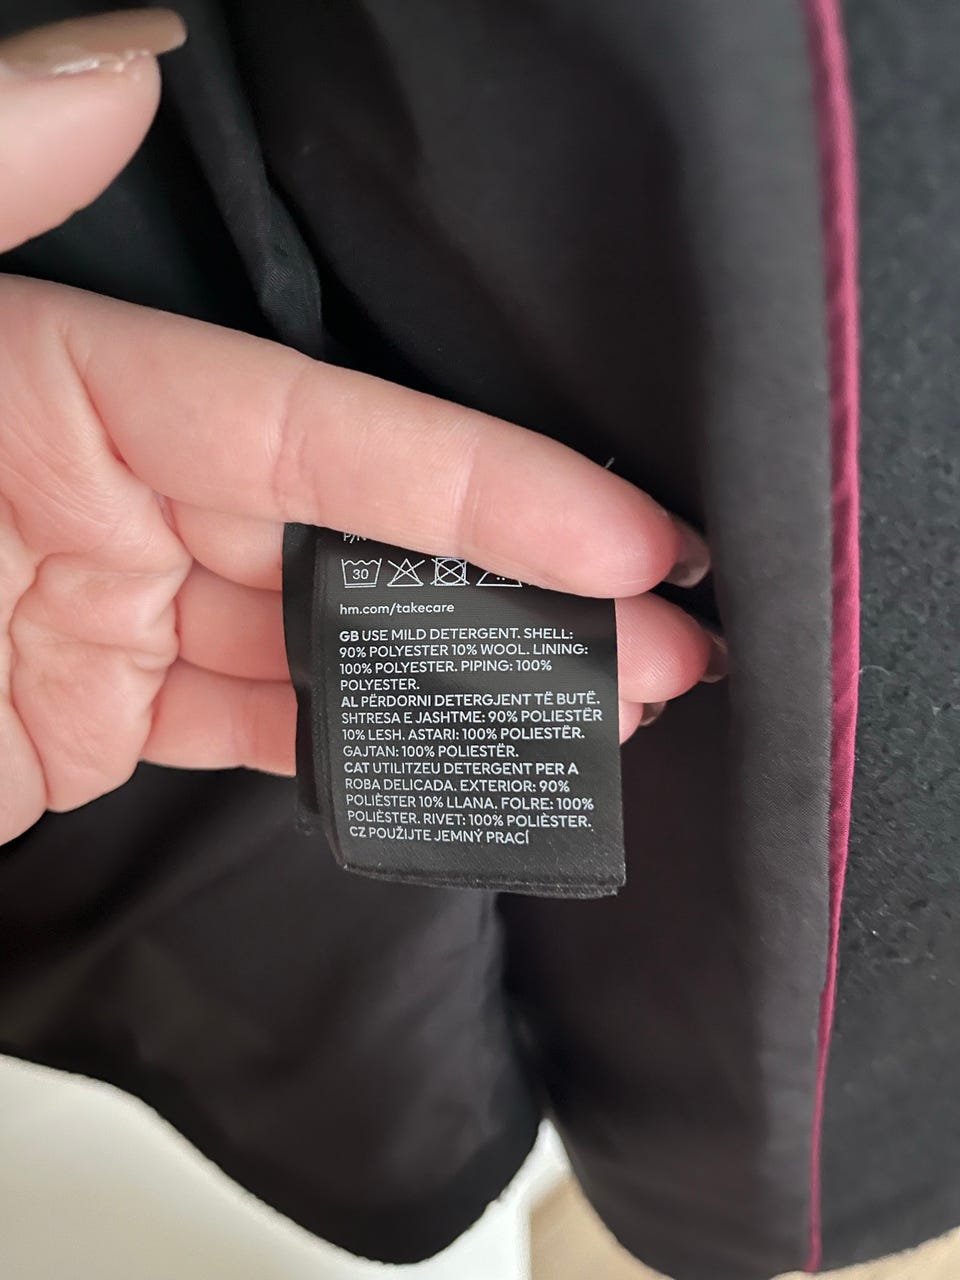 30
hm.com/takecare
GB USE MILD DETERGENT. SHELL:
90% POLYESTER 10% WOOL. LINING:
100% POLYESTER. PIPING: 100%
POLYESTER.
AL PËRDORNI DETERGJENT TË BUTË.
SHTRESA E JASHTME: 90% POLIESTËR
10% LESH. ASTARI: 100% POLIESTËR.
GAJTAN: 100% POLIESTËR.
CAT UTILITZEU DETERGENT PER A
ROBA DELICADA. EXTERIOR: 90%
POLIÈSTER 10% LLANA. FOLRE: 100%
POLIÈSTER. RIVET: 100% POLIÈSTER.
CZ POUŽIJTE JEMNÝ PRACÍ